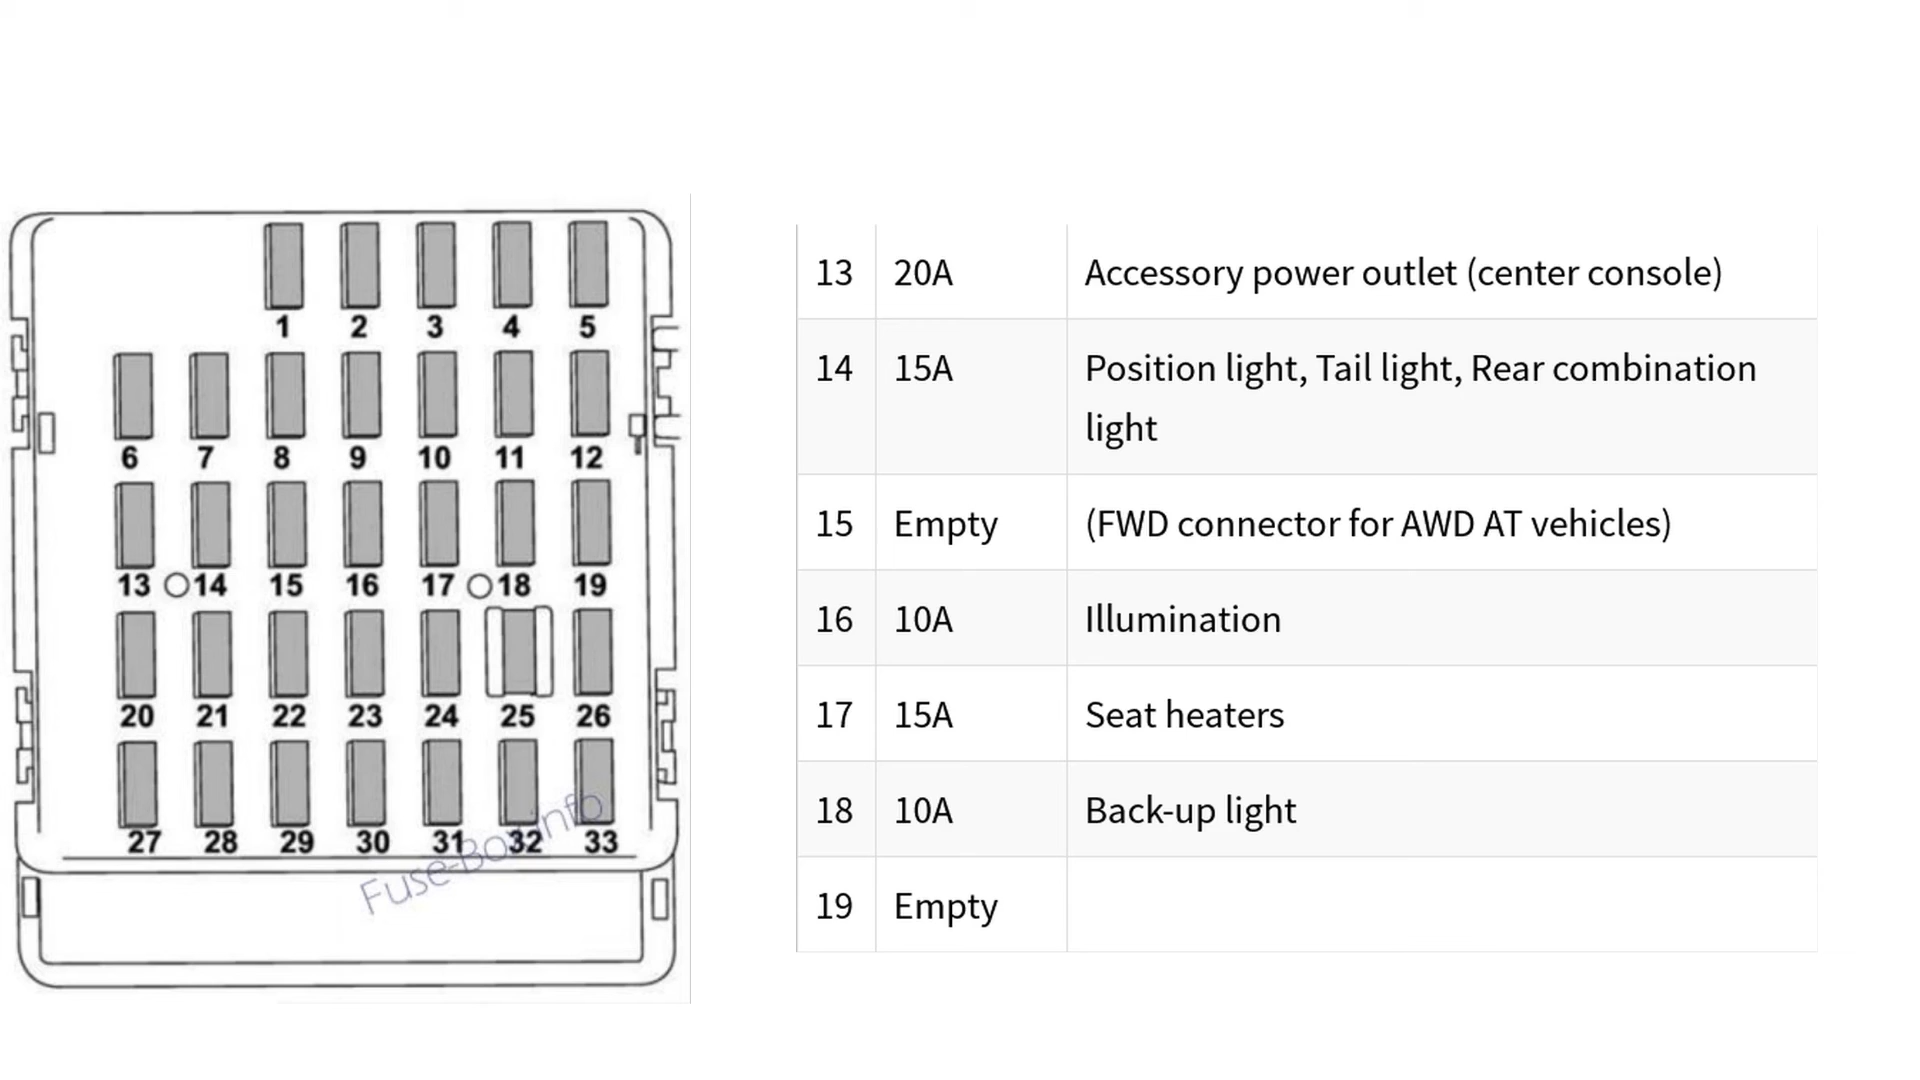 1 2 3 4 5
6 7 8 9 10 11 12
13 14 15 16 17 18 19
20 21 22 23 24 25 26
27 28 29 30 31 32 33
Fuse-Box.info
13 20A Accessory power outlet (center console)
14 15A Position light, Tail light, Rear combination
light
15 Empty (FWD connector for AWD AT vehicles)
16 10A Illumination
17 15A Seat heaters
18 10A Back-up light
19 Empty